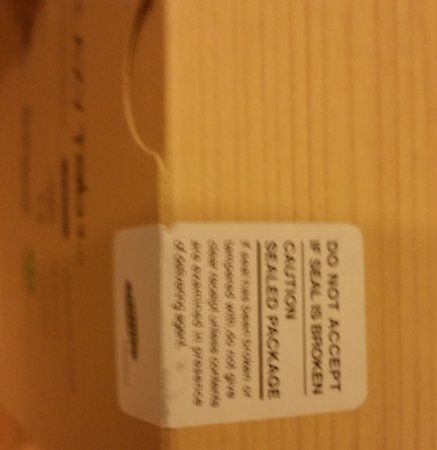 DO NOT ACCEPT
IF SEAL IS BROKEN
CAUTION
SEALED PACKAGE
If seal has been broken or
tampered with do not give
clear receipt unless contents
are examined in presence
of delivering agent.